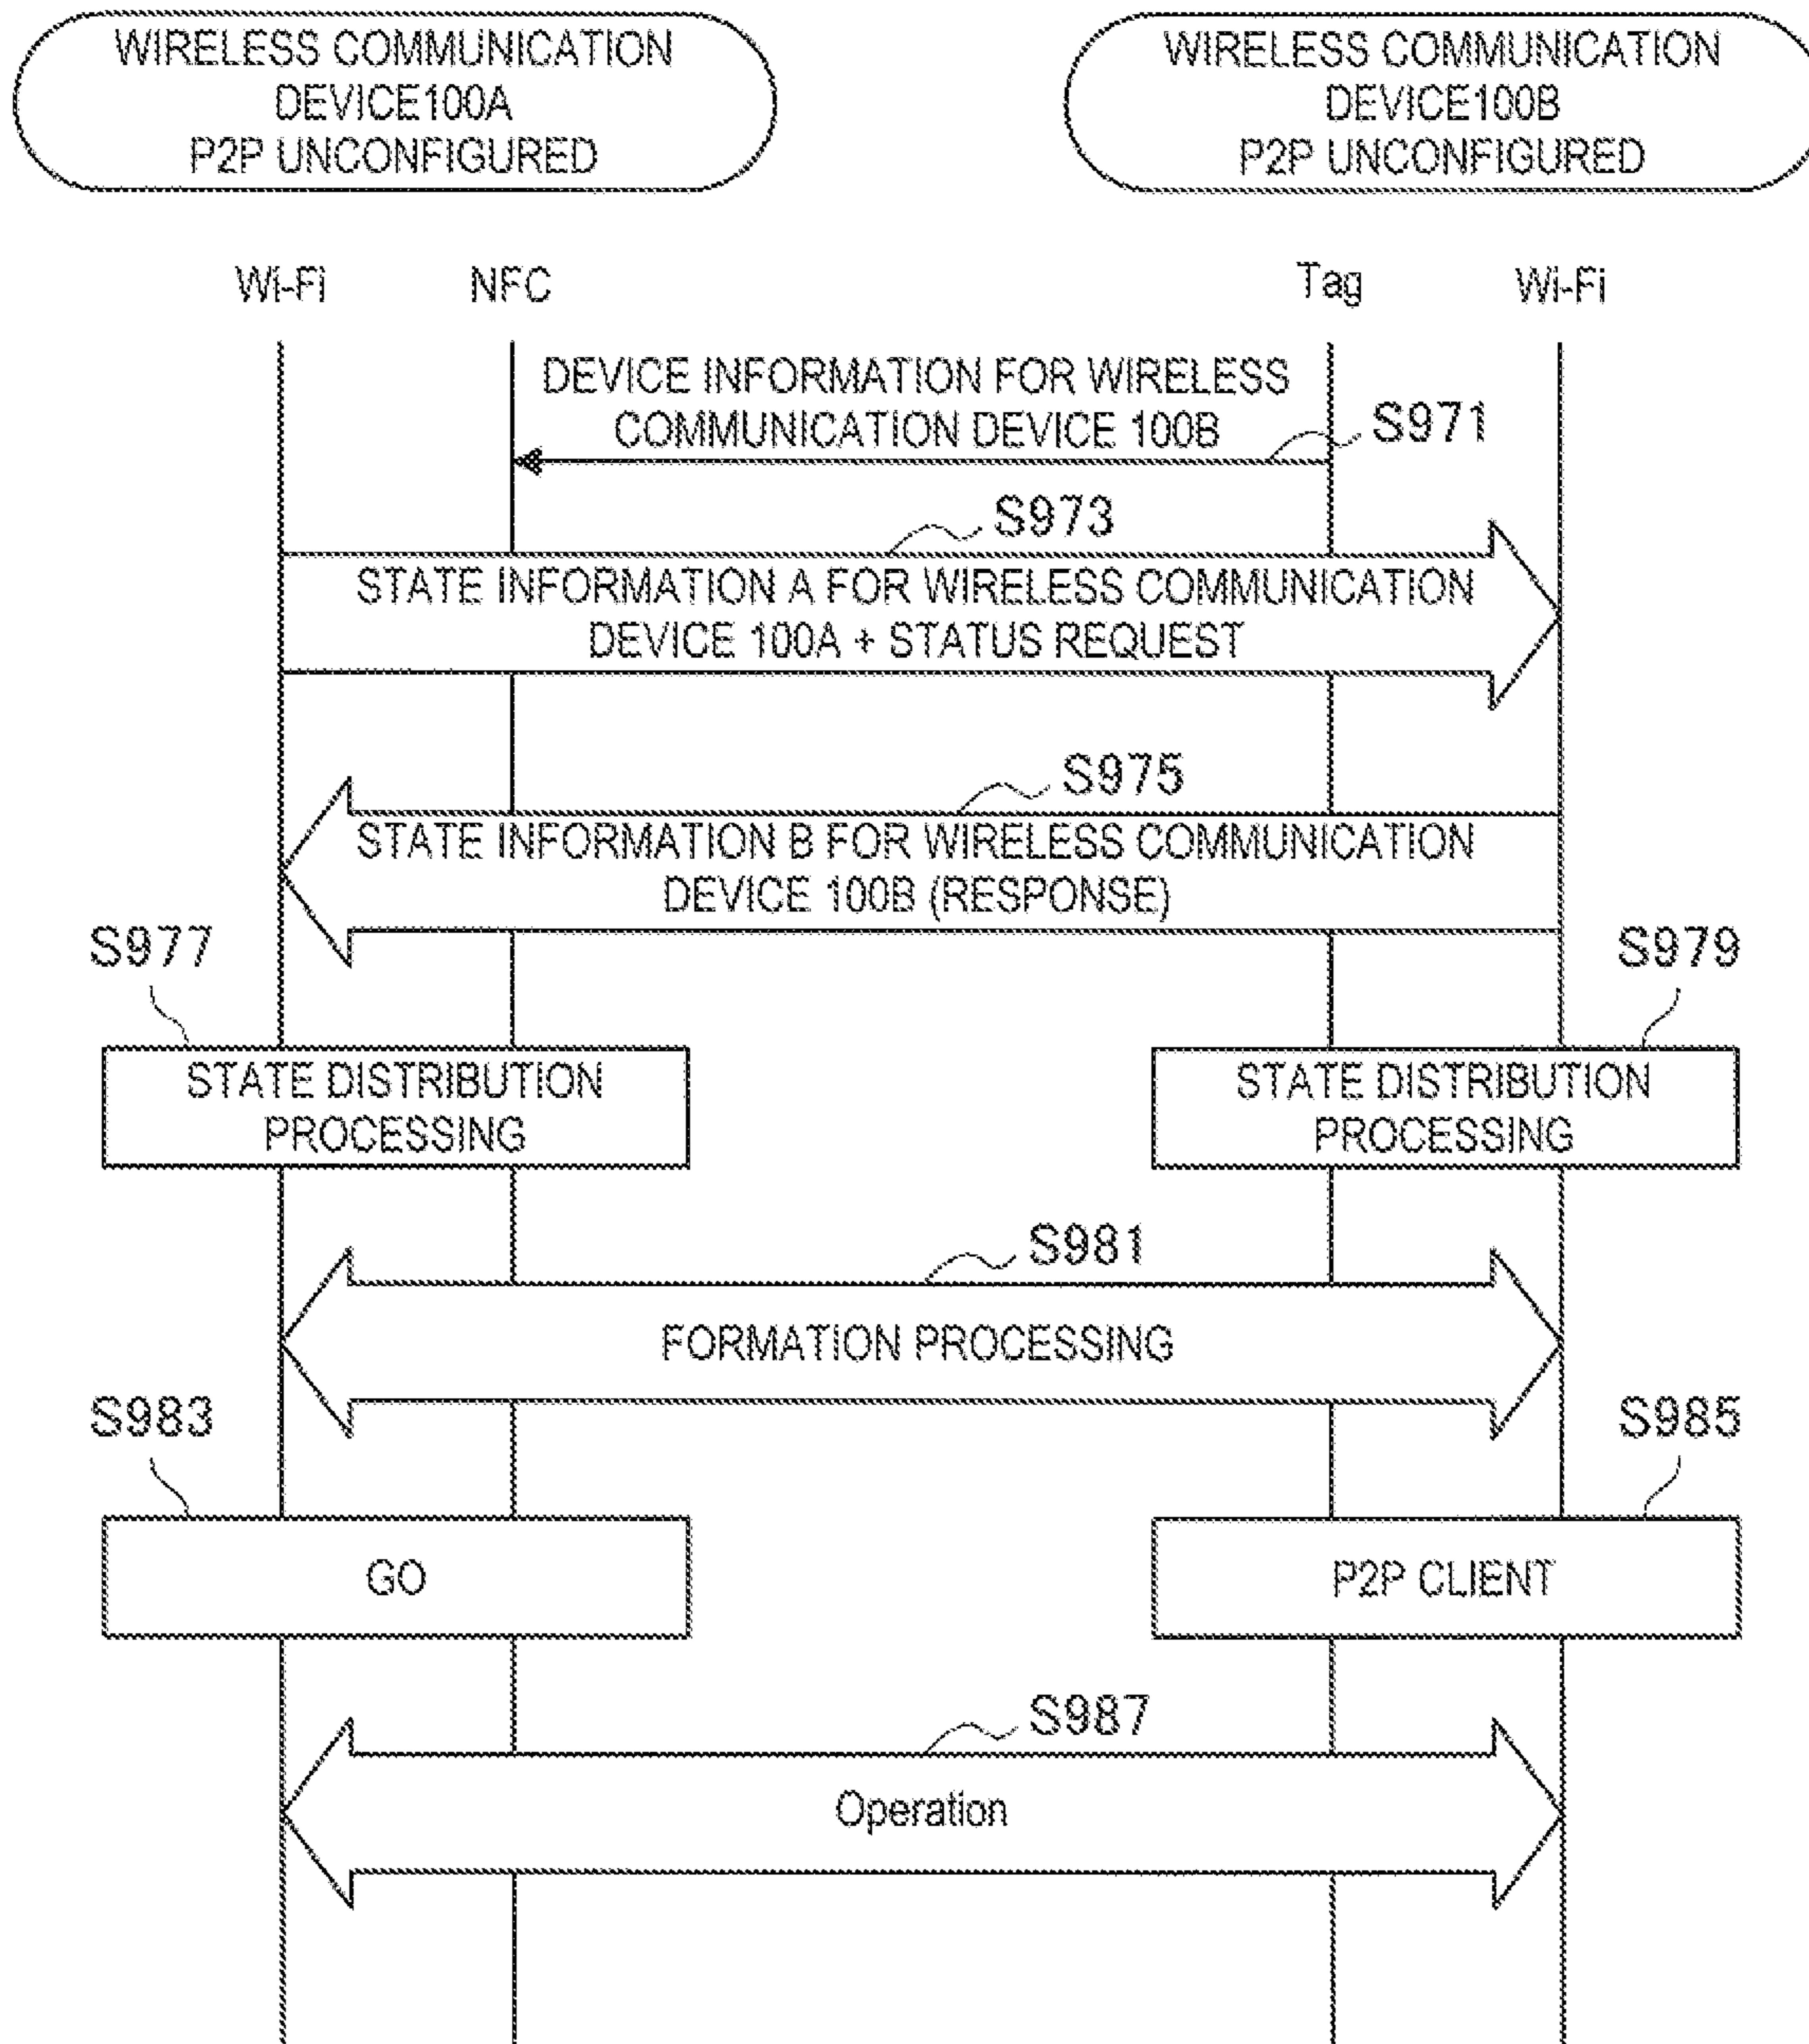 WIRELESS COMMUNICATION
DEVICE100A
P2P UNCONFIGURED
WIRELESS COMMUNICATION
DEVICE100B
P2P UNCONFIGURED
Wi-Fi
NFC
Tag
Wi-Fi
DEVICE INFORMATION FOR WIRELESS
COMMUNICATION DEVICE 100B
S971
S973
STATE INFORMATION A FOR WIRELESS COMMUNICATION
DEVICE 100A + STATUS REQUEST
S975
STATE INFORMATION B FOR WIRELESS COMMUNICATION
DEVICE 100B (RESPONSE)
S977
S979
STATE DISTRIBUTION
PROCESSING
STATE DISTRIBUTION
PROCESSING
S981
FORMATION PROCESSING
S983
S985
GO
P2P CLIENT
S987
Operation